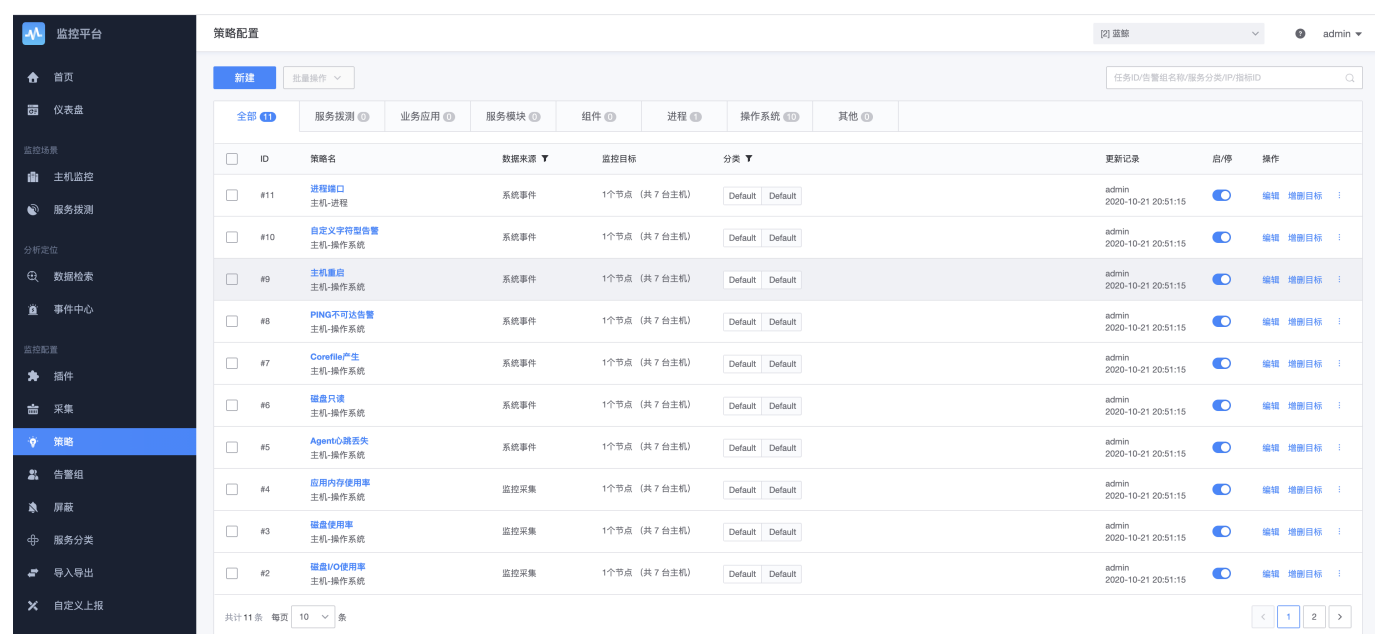 监控平台
策略配置
[2] 蓝鲸
admin
首页
仪表盘
监控场景
主机监控
服务拨测
分析定位
数据检索
事件中心
监控配置
插件
采集
策略
告警组
屏蔽
服务分类
导入导出
自定义上报
新建
批量操作
任务ID/告警组名称/服务分类/IP/指标ID
全部 11 服务拨测 0 业务应用 0 服务模块 0 组件 0 进程 1 操作系统 10 其他 0
ID 策略名 数据来源 监控目标 分类 更新记录 启/停 操作
#11 进程端口 主机-进程 系统事件 1个节点 (共 7 台主机) Default Default admin 2020-10-21 20:51:15 编辑 增删目标
#10 自定义字符型告警 主机-操作系统 系统事件 1个节点 (共 7 台主机) Default Default admin 2020-10-21 20:51:15 编辑 增删目标
#9 主机重启 主机-操作系统 系统事件 1个节点 (共 7 台主机) Default Default admin 2020-10-21 20:51:15 编辑 增删目标
#8 PING不可达告警 主机-操作系统 系统事件 1个节点 (共 7 台主机) Default Default admin 2020-10-21 20:51:15 编辑 增删目标
#7 Corefile产生 主机-操作系统 系统事件 1个节点 (共 7 台主机) Default Default admin 2020-10-21 20:51:15 编辑 增删目标
#6 磁盘只读 主机-操作系统 系统事件 1个节点 (共 7 台主机) Default Default admin 2020-10-21 20:51:15 编辑 增删目标
#5 Agent心跳丢失 主机-操作系统 系统事件 1个节点 (共 7 台主机) Default Default admin 2020-10-21 20:51:15 编辑 增删目标
#4 应用内存使用率 主机-操作系统 监控采集 1个节点 (共 7 台主机) Default Default admin 2020-10-21 20:51:15 编辑 增删目标
#3 磁盘使用率 主机-操作系统 监控采集 1个节点 (共 7 台主机) Default Default admin 2020-10-21 20:51:15 编辑 增删目标
#2 磁盘I/O使用率 主机-操作系统 监控采集 1个节点 (共 7 台主机) Default Default admin 2020-10-21 20:51:15 编辑 增删目标
共计 11 条 每页 10 条
1 2